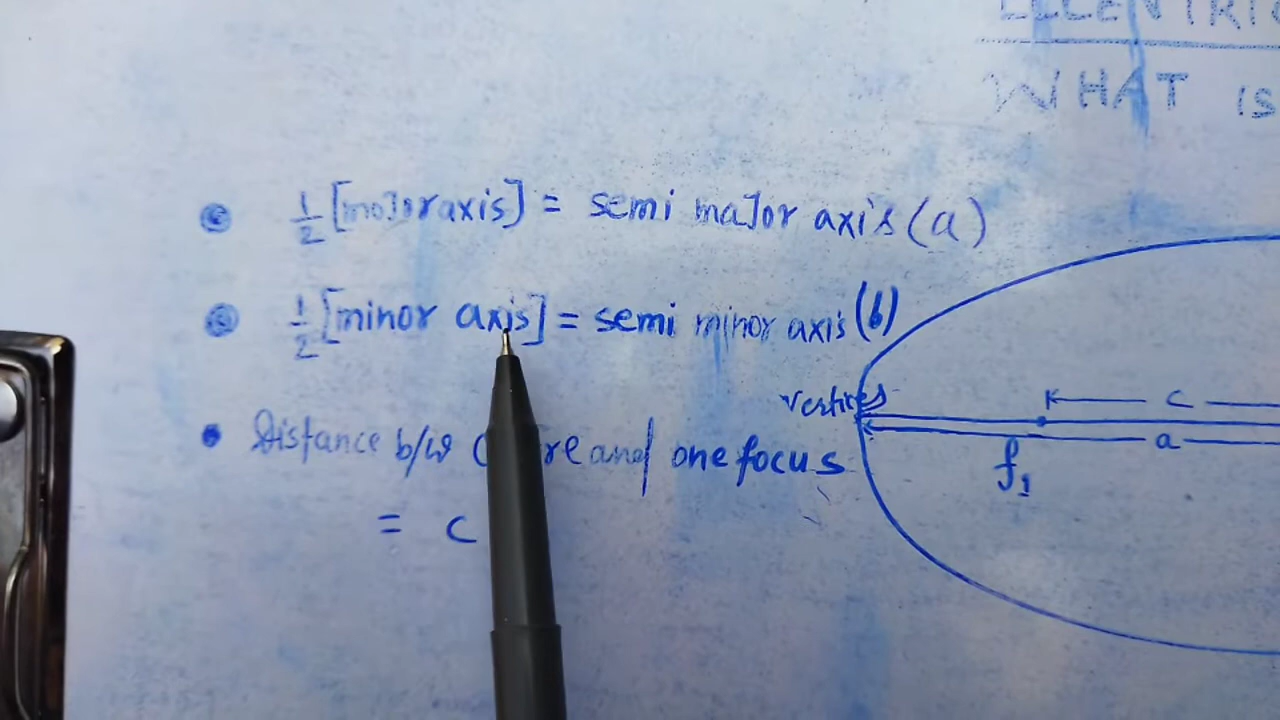 WHAT IS
1/2 [major axis] = semi major axis (a)
1/2 [minor axis] = semi minor axis (b)
vertices
c
Distance b/w and one focus
a
f1
= c